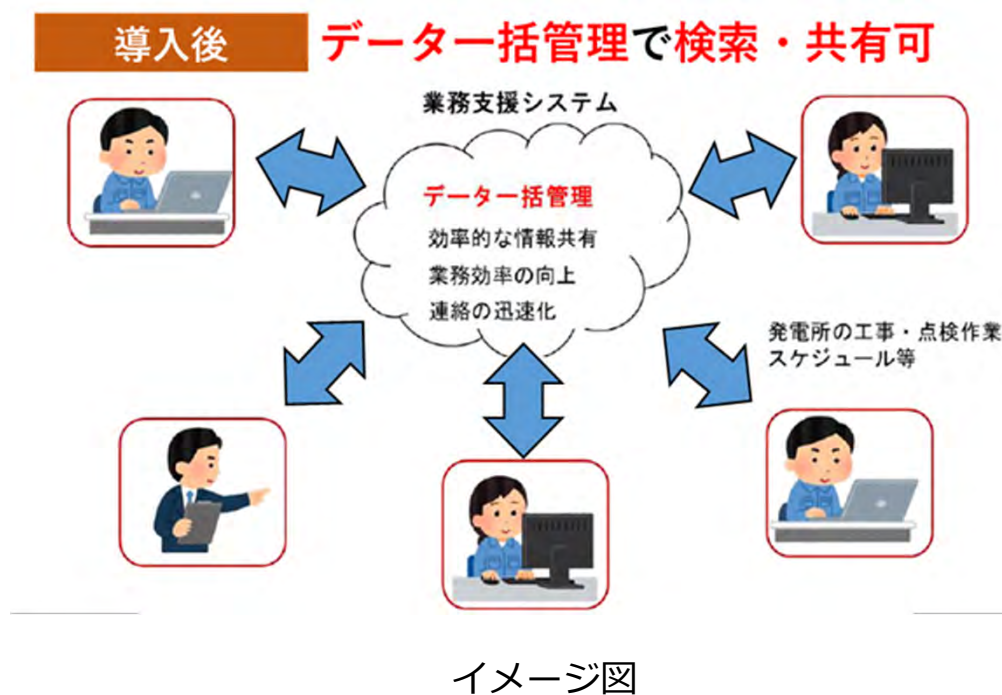 導入後
データ一括管理で検索・共有可
業務支援システム
データ一括管理
効率的な情報共有
業務効率の向上
連絡の迅速化
発電所の工事・点検作業
スケジュール等
イメージ図